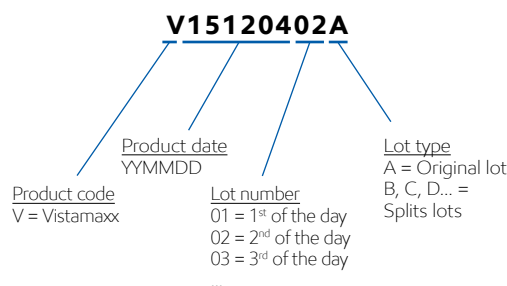 V15120402A
Product date
YYMMDD
Lot type
A = Original lot
B, C, D... =
Splits lots
Product code
V = Vistamaxx
Lot number
01 = 1st of the day
02 = 2nd of the day
03 = 3rd of the day
...